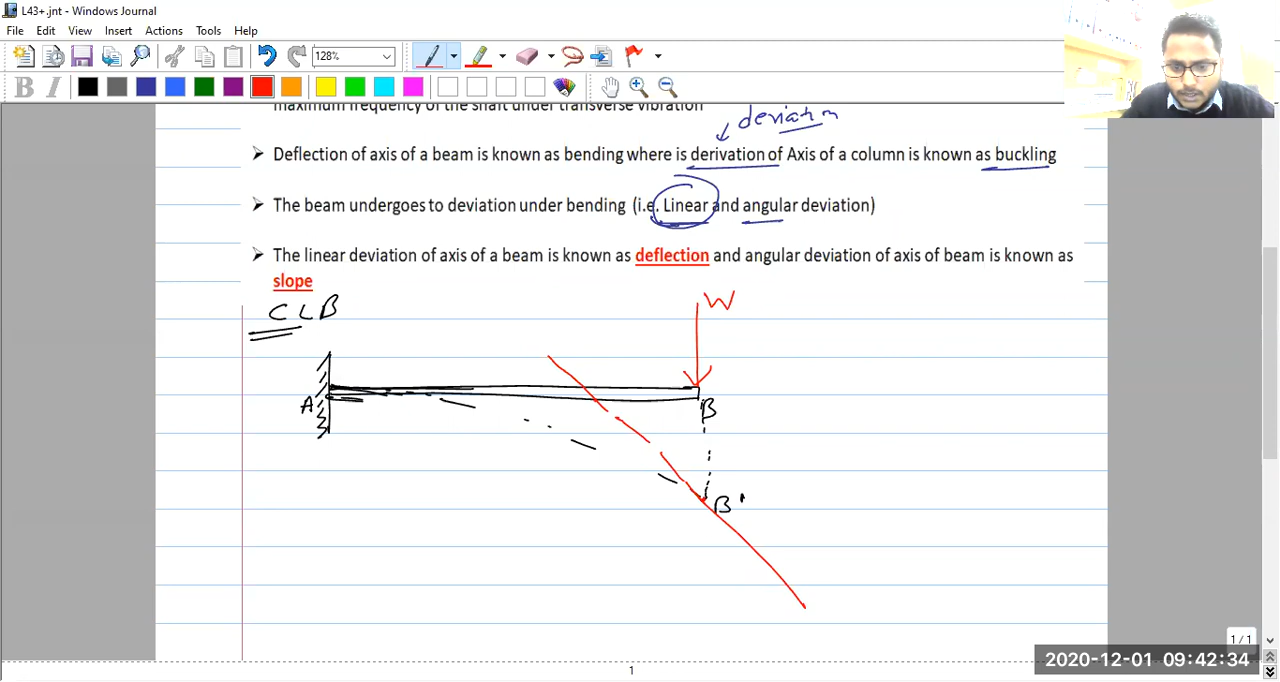 L43+.jnt - Windows Journal
File Edit View Insert Actions Tools Help
128%
B I
maximum frequency of the shaft under transverse vibration
deviation
Deflection of axis of a beam is known as bending where is derivation of Axis of a column is known as buckling
The beam undergoes to deviation under bending (i.e. Linear and angular deviation)
The linear deviation of axis of a beam is known as deflection and angular deviation of axis of beam is known as
slope
CLB
W
A
B
B'
1 / 1
2020-12-01 09:42:34
1